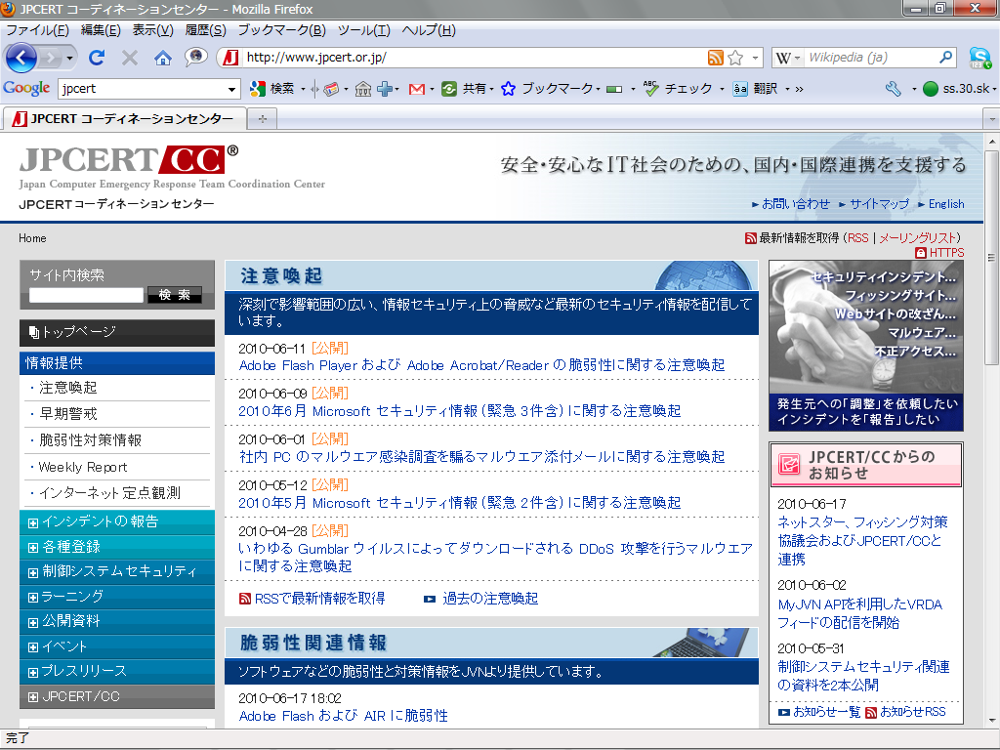 JPCERT コーディネーションセンター - Mozilla Firefox
ファイル(F) 編集(E) 表示(V) 履歴(S) ブックマーク(B) ツール(T) ヘルプ(H)
http://www.jpcert.or.jp/
W Wikipedia (ja)
Google jpcert 検索 共有 ブックマーク チェック 翻訳 ss.30.sk
JPCERT コーディネーションセンター
JPCERT CC®
Japan Computer Emergency Response Team Coordination Center
JPCERT コーディネーションセンター
安全・安心なIT社会のための、国内・国際連携を支援する
お問い合わせ サイトマップ English
Home
最新情報を取得 (RSS | メーリングリスト)
HTTPS
サイト内検索
検 索
トップページ
情報提供
・注意喚起
・早期警戒
・脆弱性対策情報
・Weekly Report
・インターネット定点観測
インシデントの報告
各種登録
制御システムセキュリティ
ラーニング
公開資料
イベント
プレスリリース
JPCERT/CC
注意喚起
深刻で影響範囲の広い、情報セキュリティ上の脅威など最新のセキュリティ情報を配信して
います。
2010-06-11 [公開]
Adobe Flash Player および Adobe Acrobat/Reader の脆弱性に関する注意喚起
2010-06-09 [公開]
2010年6月 Microsoft セキュリティ情報 (緊急 3件含) に関する注意喚起
2010-06-01 [公開]
社内 PC のマルウエア感染調査を騙るマルウエア添付メールに関する注意喚起
2010-05-12 [公開]
2010年5月 Microsoft セキュリティ情報 (緊急 2件含) に関する注意喚起
2010-04-28 [公開]
いわゆる Gumblar ウイルスによってダウンロードされる DDoS 攻撃を行うマルウエア
に関する注意喚起
RSSで最新情報を取得 過去の注意喚起
脆弱性関連情報
ソフトウェアなどの脆弱性と対策情報をJVNより提供しています。
2010-06-17 18:02
Adobe Flash および AIR に脆弱性
セキュリティインシデント...
フィッシングサイト...
Webサイトの改ざん...
マルウェア...
不正アクセス...
発生元への「調整」を依頼したい
インシデントを「報告」したい
JPCERT/CCからの
お知らせ
2010-06-17
ネットスター、フィッシング対策
協議会およびJPCERT/CCと
連携
2010-06-02
MyJVN APIを利用したVRDA
フィードの配信を開始
2010-05-31
制御システムセキュリティ関連
の資料を2本公開
お知らせ一覧 お知らせRSS
完了